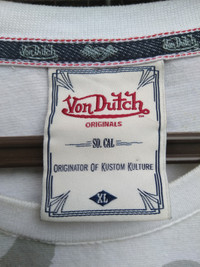 Von Dutch
ORIGINALS
SO. CAL
ORIGINATOR OF KUSTOM KULTURE
XL